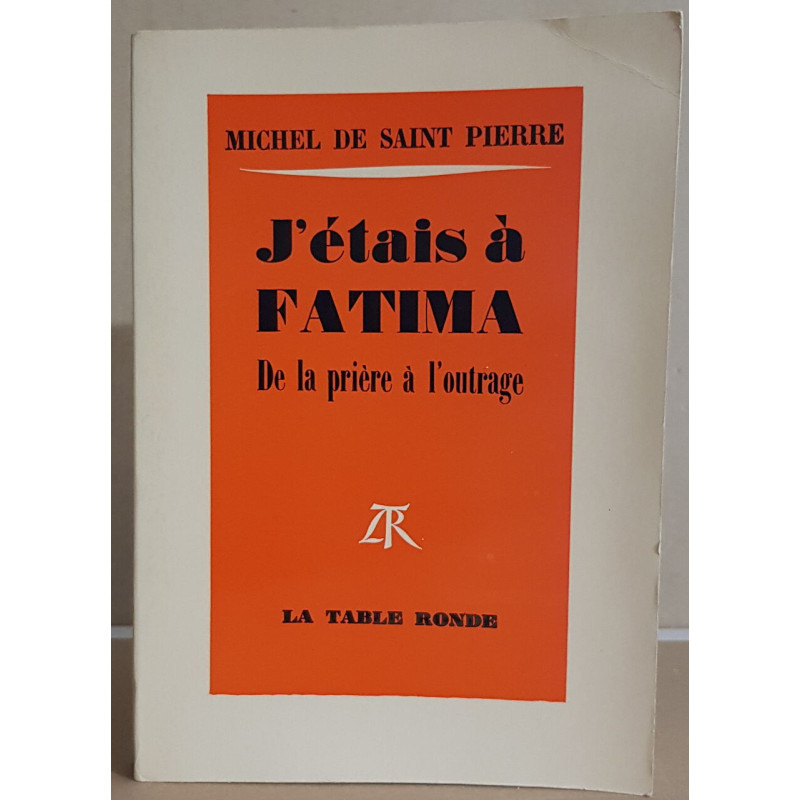 MICHEL DE SAINT PIERRE
J'étais à
FATIMA
De la prière à l'outrage
LTR
LA TABLE RONDE